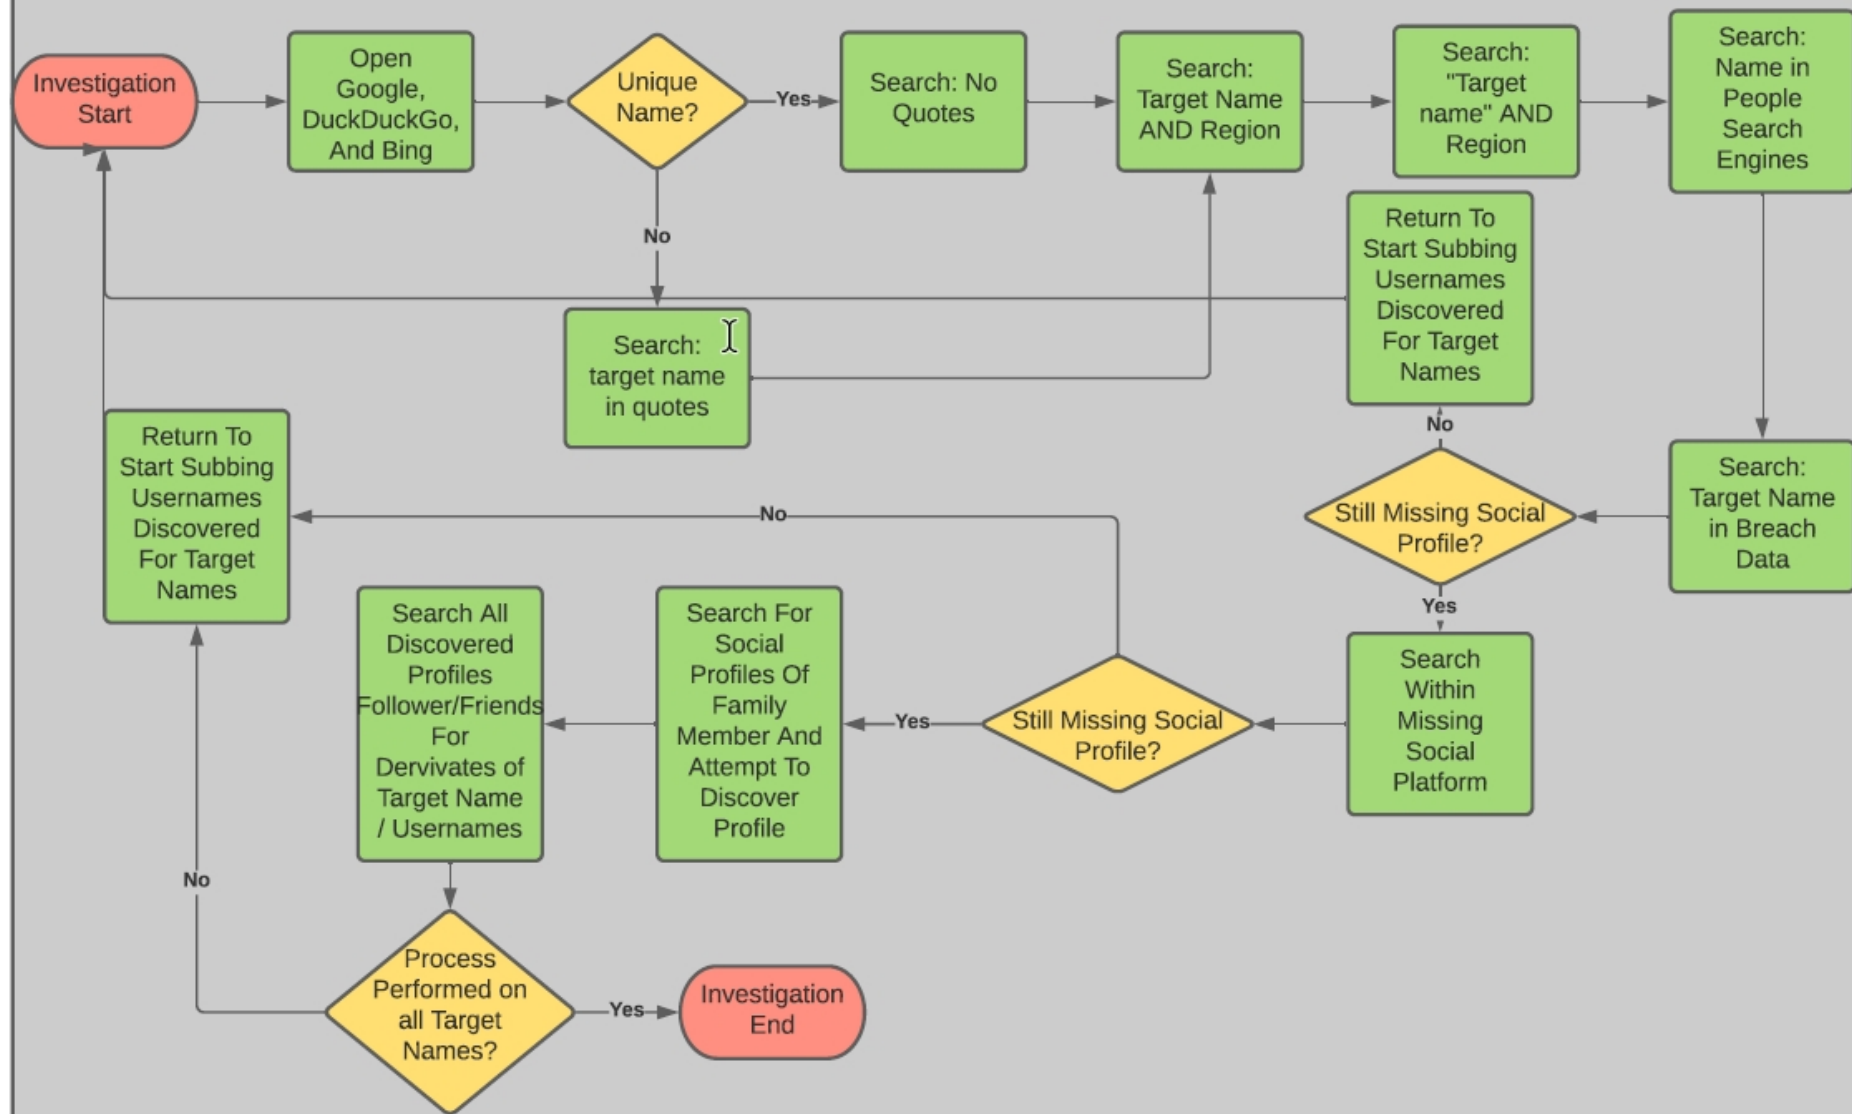 Investigation
Start
Open
Google,
DuckDuckGo,
And Bing
Unique
Name?
Yes
Search: No
Quotes
Search:
Target Name
AND Region
Search:
"Target
name" AND
Region
Search:
Name in
People
Search
Engines
No
Search:
target name
in quotes
Return To
Start Subbing
Usernames
Discovered
For Target
Names
No
Still Missing Social
Profile?
Search:
Target Name
in Breach
Data
Yes
Search
Within
Missing
Social
Platform
Still Missing Social
Profile?
No
Yes
Return To
Start Subbing
Usernames
Discovered
For Target
Names
Search For
Social
Profiles Of
Family
Member And
Attempt To
Discover
Profile
Search All
Discovered
Profiles
Follower/Friends
For
Dervivates of
Target Name
/ Usernames
No
Process
Performed on
all Target
Names?
Yes
Investigation
End